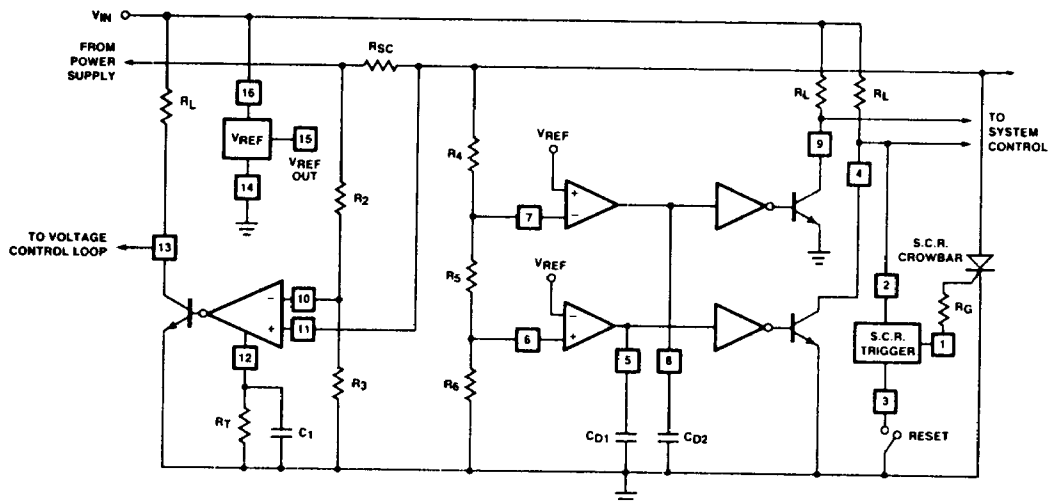 VIN
FROM
POWER
SUPPLY
RSC
RL
16
VREF
15
VREF
OUT
14
R2
TO VOLTAGE
CONTROL LOOP
13
-
10
+
11
12
RT
C1
R3
R4
VREF
+
-
7
R5
VREF
-
+
6
R6
5
8
CD1
CD2
RL
RL
9
4
TO
SYSTEM
CONTROL
S.C.R.
CROWBAR
2
RG
S.C.R.
TRIGGER
1
3
RESET